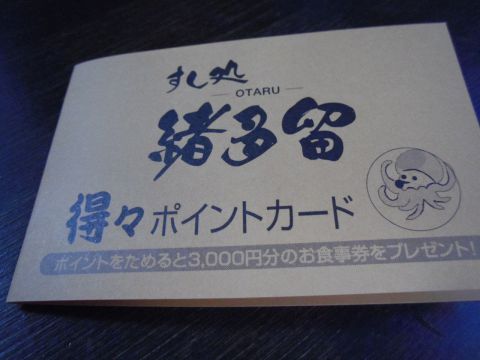 すし処
OTARU
緒多留
得々ポイントカード
ポイントをためると3,000円分のお食事券をプレゼント!